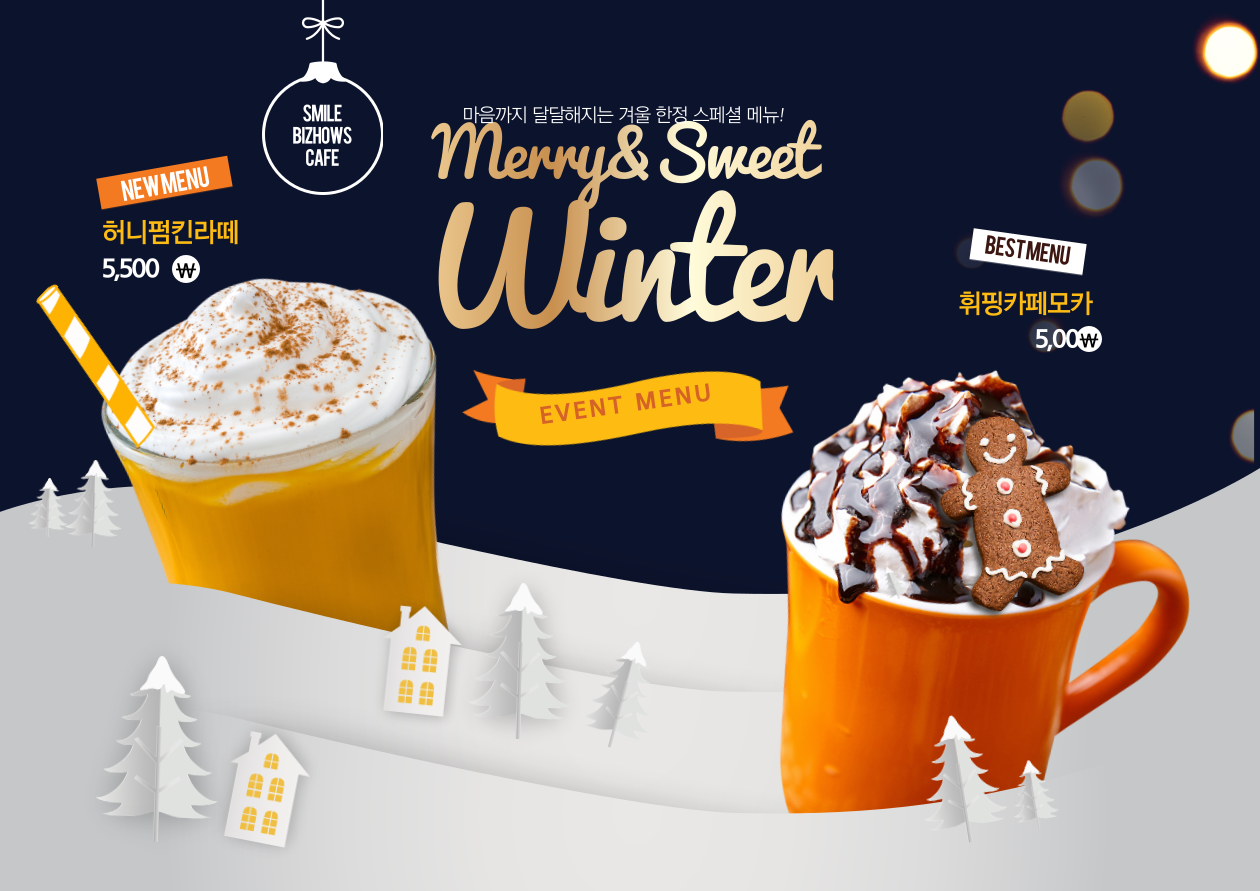 SMILE
BIZHOWS
CAFE
마음까지 달달해지는 겨울 한정 스페셜 메뉴!
Merry & Sweet
Winter
NEW MENU
허니펌킨라떼
5,500 ₩
BEST MENU
휘핑카페모카
5,00₩
EVENT MENU